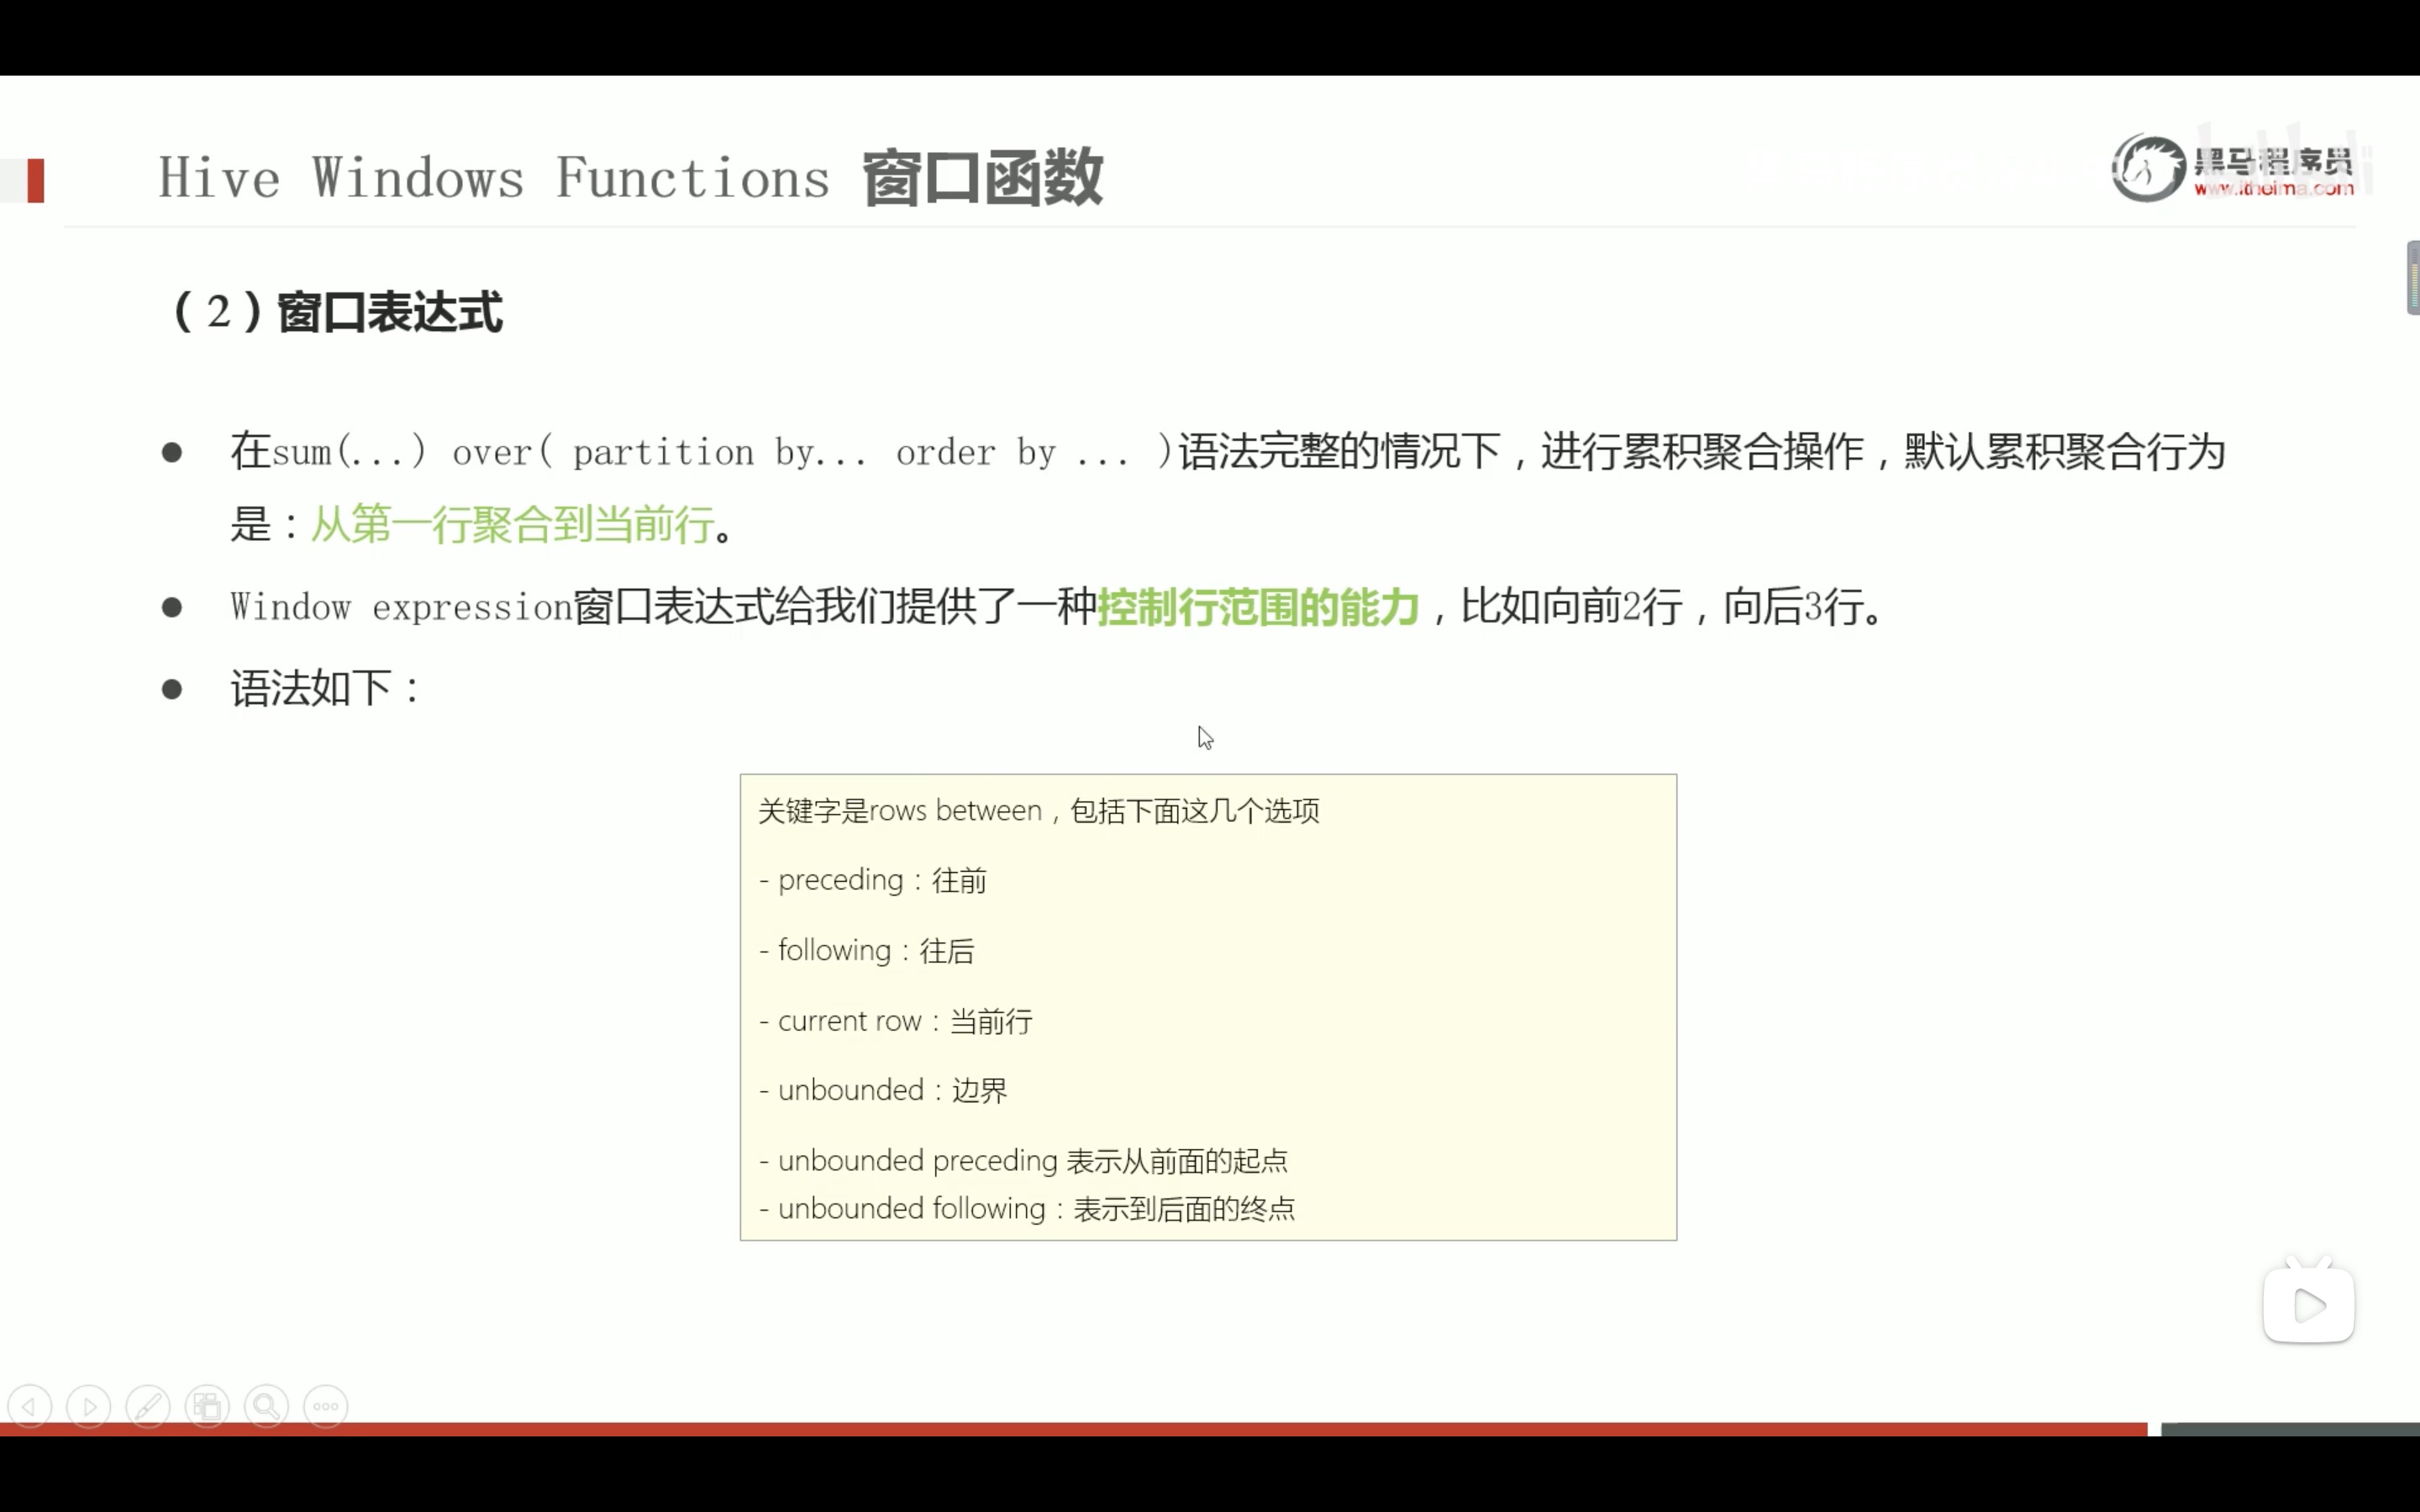 Hive Windows Functions 窗口函数
黑马程序员
www.itheima.com
（2）窗口表达式
● 在sum(...) over( partition by... order by ... )语法完整的情况下，进行累积聚合操作，默认累积聚合行为
是：从第一行聚合到当前行。
● Window expression窗口表达式给我们提供了一种控制行范围的能力，比如向前2行，向后3行。
● 语法如下：
关键字是rows between，包括下面这几个选项
- preceding：往前
- following：往后
- current row：当前行
- unbounded：边界
- unbounded preceding 表示从前面的起点
- unbounded following：表示到后面的终点